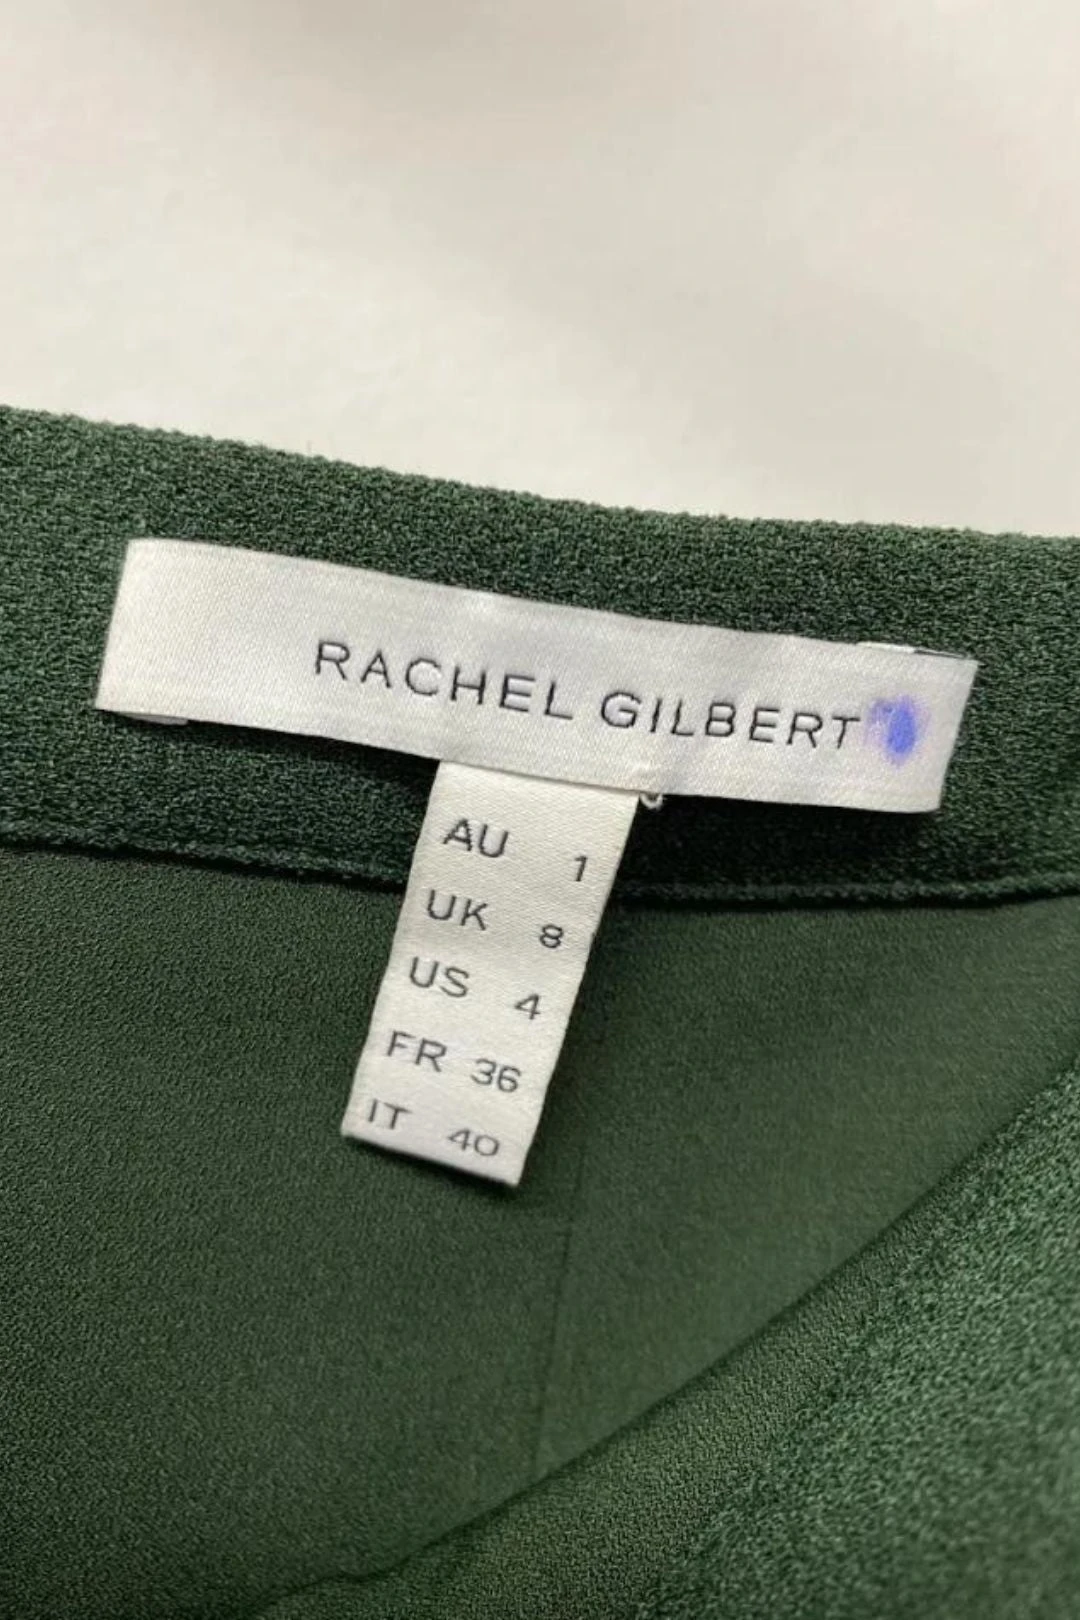 RACHEL GILBERT
AU 1
UK 8
US 4
FR 36
IT 40